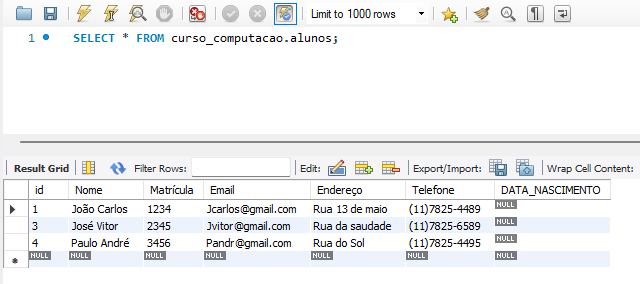 Limit to 1000 rows
1 SELECT * FROM curso_computacao.alunos;
Result Grid Filter Rows: Edit: Export/Import: Wrap Cell Content:
id Nome Matrícula Email Endereço Telefone DATA_NASCIMENTO
1 João Carlos 1234 Jcarlos@gmail.com Rua 13 de maio (11)7825-4489 NULL
3 José Vitor 2345 Jvitor@gmail.com Rua da saudade (11)7825-6589 NULL
4 Paulo André 3456 Pandr@gmail.com Rua do Sol (11)7825-4495 NULL
NULL NULL NULL NULL NULL NULL NULL